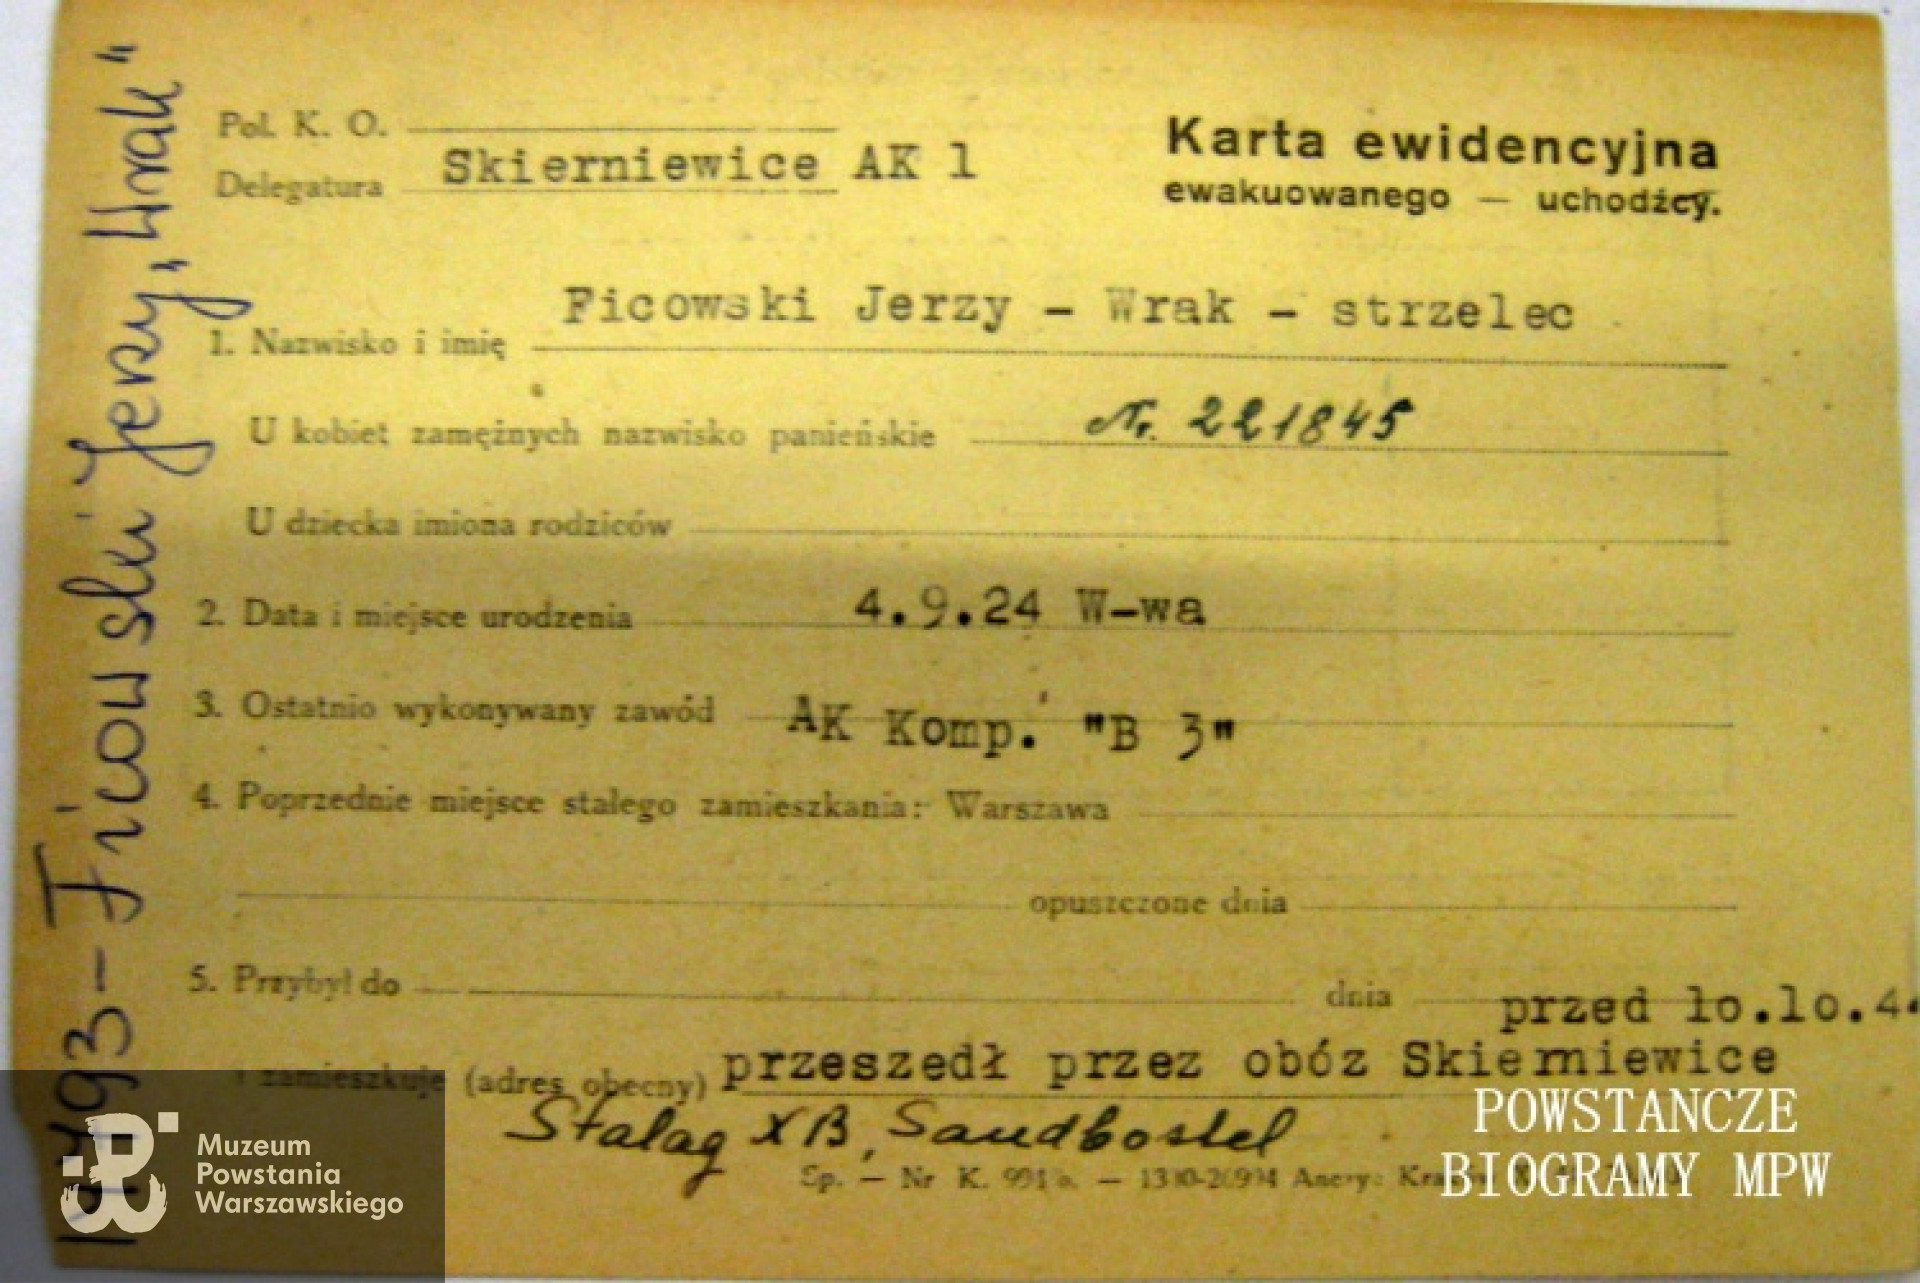 Pol. K. O.
Delegatura Skierniewice AK 1
Karta ewidencyjna
ewakuowanego — uchodźcy.
Ficowski Jerzy - Wrak - strzelec
1. Nazwisko i imię
U kobiet zamężnych nazwisko panieńskie Nr. 221845
U dziecka imiona rodziców
2. Data i miejsce urodzenia 4.9.24 W-wa
3. Ostatnio wykonywany zawód AK Komp. "B 3"
4. Poprzednie miejsce stałego zamieszkania: Warszawa
opuszczone dnia
5. Przybył do dnia przed 10.10.44
i zamieszkuje (adres obecny) przeszedł przez obóz Skierniewice
Stalag XB, Sandbostel
Sp. — Nr K. 991
Ficowski Jerzy „Wrak"
Muzeum
Powstania
Warszawskiego
POWSTANCZE
BIOGRAMY MPW